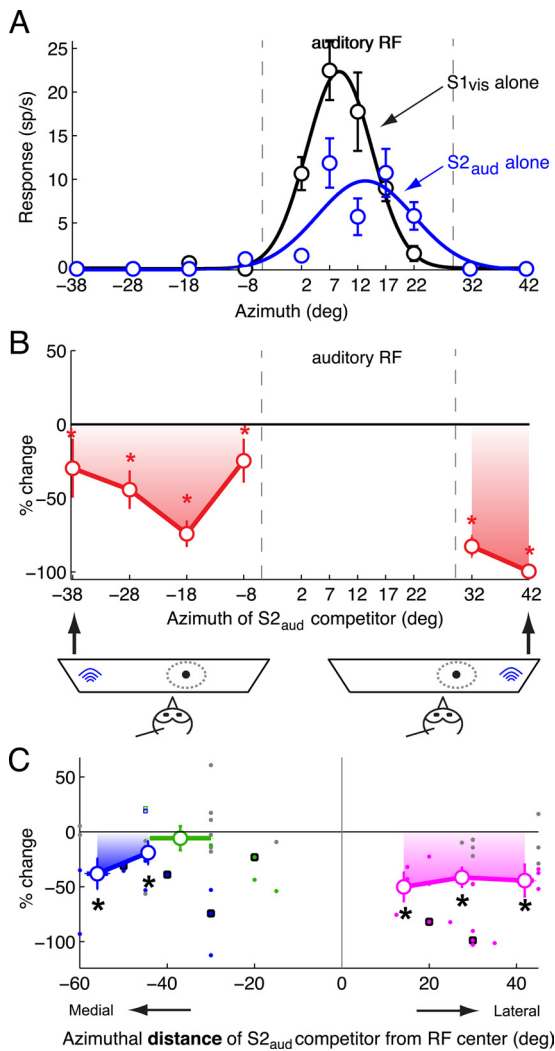 A
auditory RF
25
20
15
10
5
0
Response (sp/s)
S1vis alone
S2aud alone
−38 −28 −18 −8 2 7 12 17 22 32 42
Azimuth (deg)
B
auditory RF
50
0
−50
−100
% change
* * * * * *
−38 −28 −18 −8 2 7 12 17 22 32 42
Azimuth of S2aud competitor (deg)
C
50
0
−50
−100
% change
* * * * *
−60 −40 −20 0 20 40
Medial Lateral
Azimuthal distance of S2aud competitor from RF center (deg)